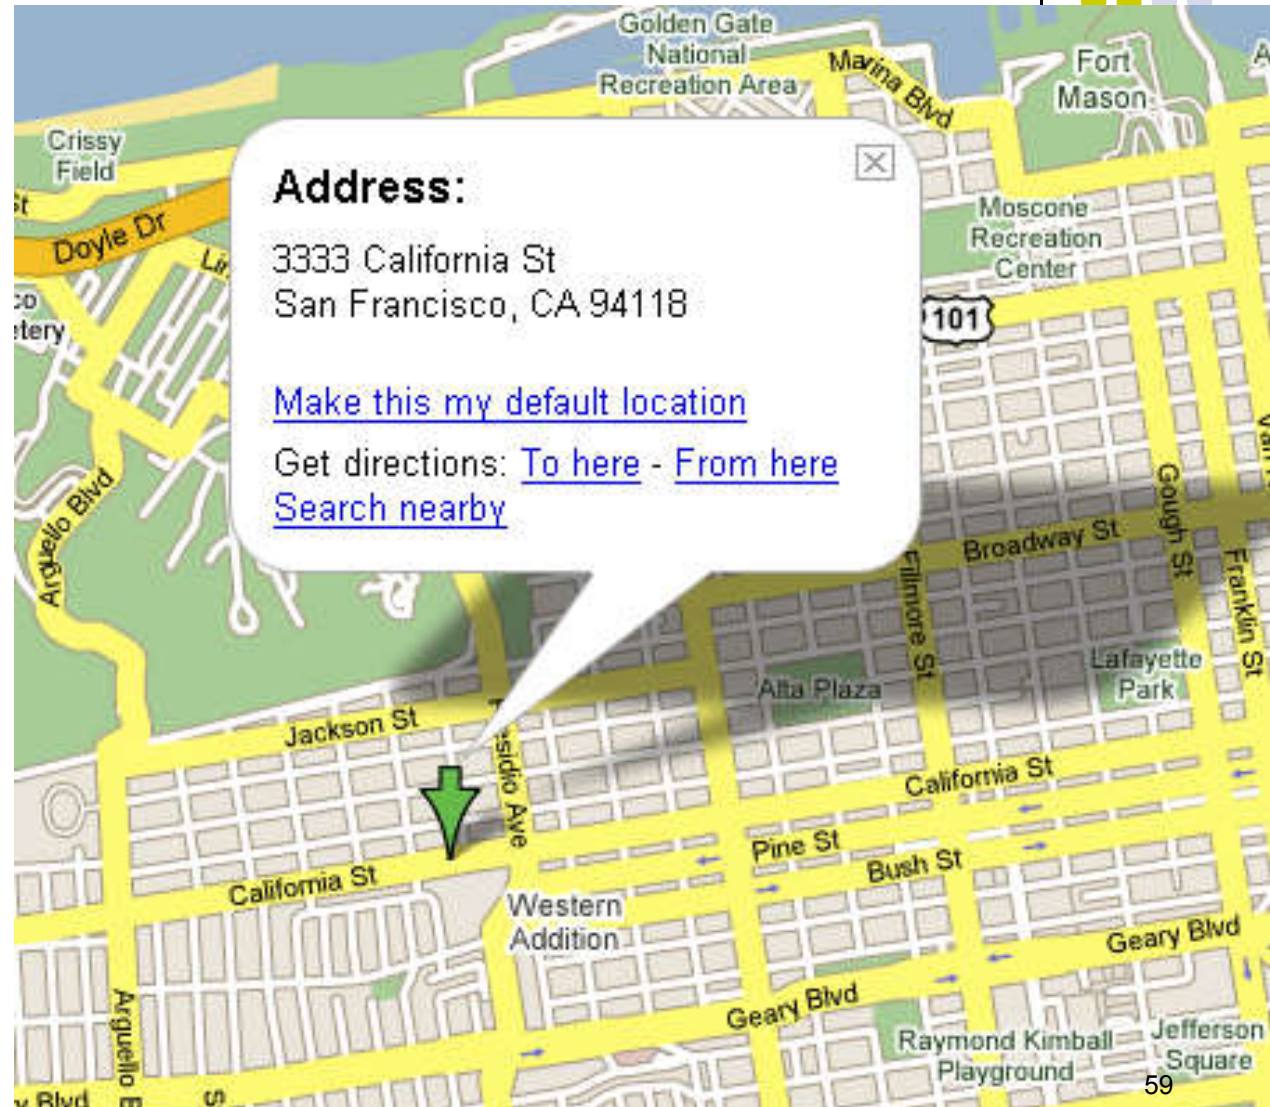 Golden Gate
National
Recreation Area
Marina Blvd
Fort
Mason
Crissy
Field
Doyle Dr
Address:
3333 California St
San Francisco, CA 94118
Make this my default location
Get directions: To here - From here
Search nearby
Moscone
Recreation
Center
101
Arguello Blvd
Gough St
Broadway St
Fillmore St
Franklin St
Lafayette
Park
Alta Plaza
Jackson St
California St
Pine St
Bush St
California St
Western
Addition
Geary Blvd
Geary Blvd
Raymond Kimball
Playground
Jefferson
Square
59